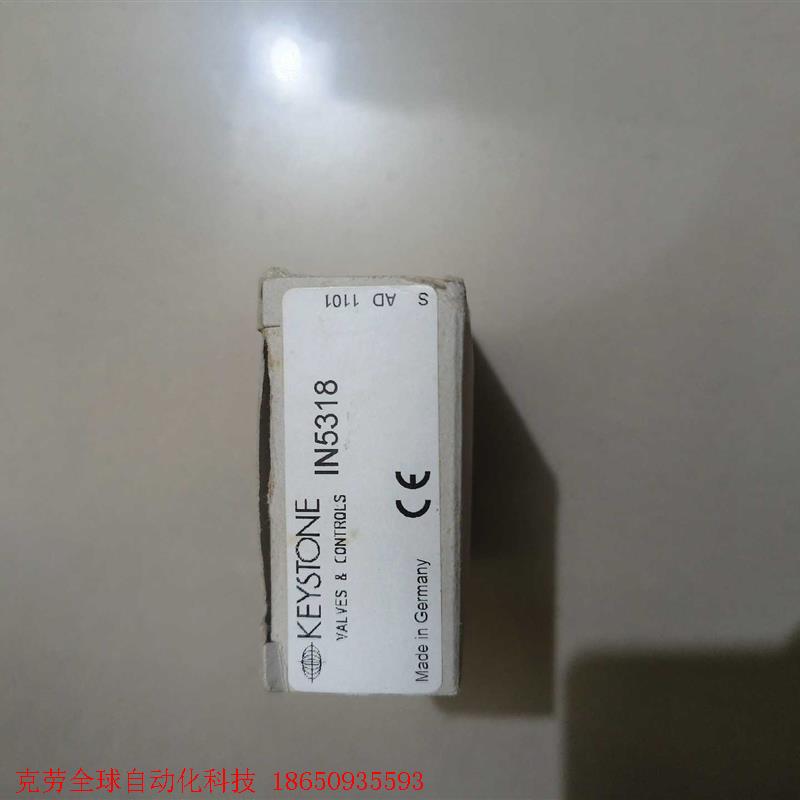 KEYSTONE
VALVES & CONTROLS
IN5318
CE
Made in Germany
S AD 1101
克劳全球自动化科技 18650935593